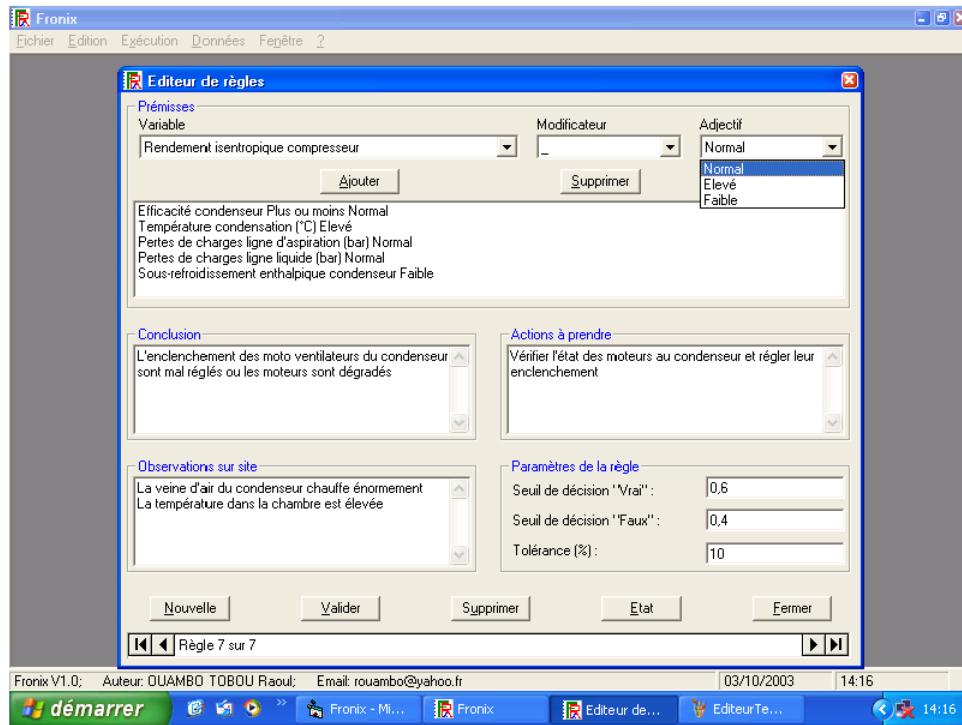 Fronix
Fichier Edition Exécution Données Fenêtre ?
Editeur de règles
Prémisses
Variable Modificateur Adjectif
Rendement isentropique compresseur _ Normal
Normal
Elevé
Faible
Ajouter Supprimer
Efficacité condenseur Plus ou moins Normal
Température condensation (°C) Elevé
Pertes de charges ligne d'aspiration (bar) Normal
Pertes de charges ligne liquide (bar) Normal
Sous-refroidissement enthalpique condenseur Faible
Conclusion
L'enclenchement des moto ventilateurs du condenseur
sont mal réglés ou les moteurs sont dégradés
Actions à prendre
Vérifier l'état des moteurs au condenseur et régler leur
enclenchement
Observations sur site
La veine d'air du condenseur chauffe énormement
La température dans la chambre est élevée
Paramètres de la règle
Seuil de décision "Vrai" : 0,6
Seuil de décision "Faux" : 0,4
Tolérance (%) : 10
Nouvelle Valider Supprimer Etat Fermer
Règle 7 sur 7
Fronix V1.0; Auteur: OUAMBO TOBOU Raoul; Email: rouambo@yahoo.fr 03/10/2003 14:16
démarrer » Fronix - Mi... Fronix Editeur de... EditeurTe... 14:16